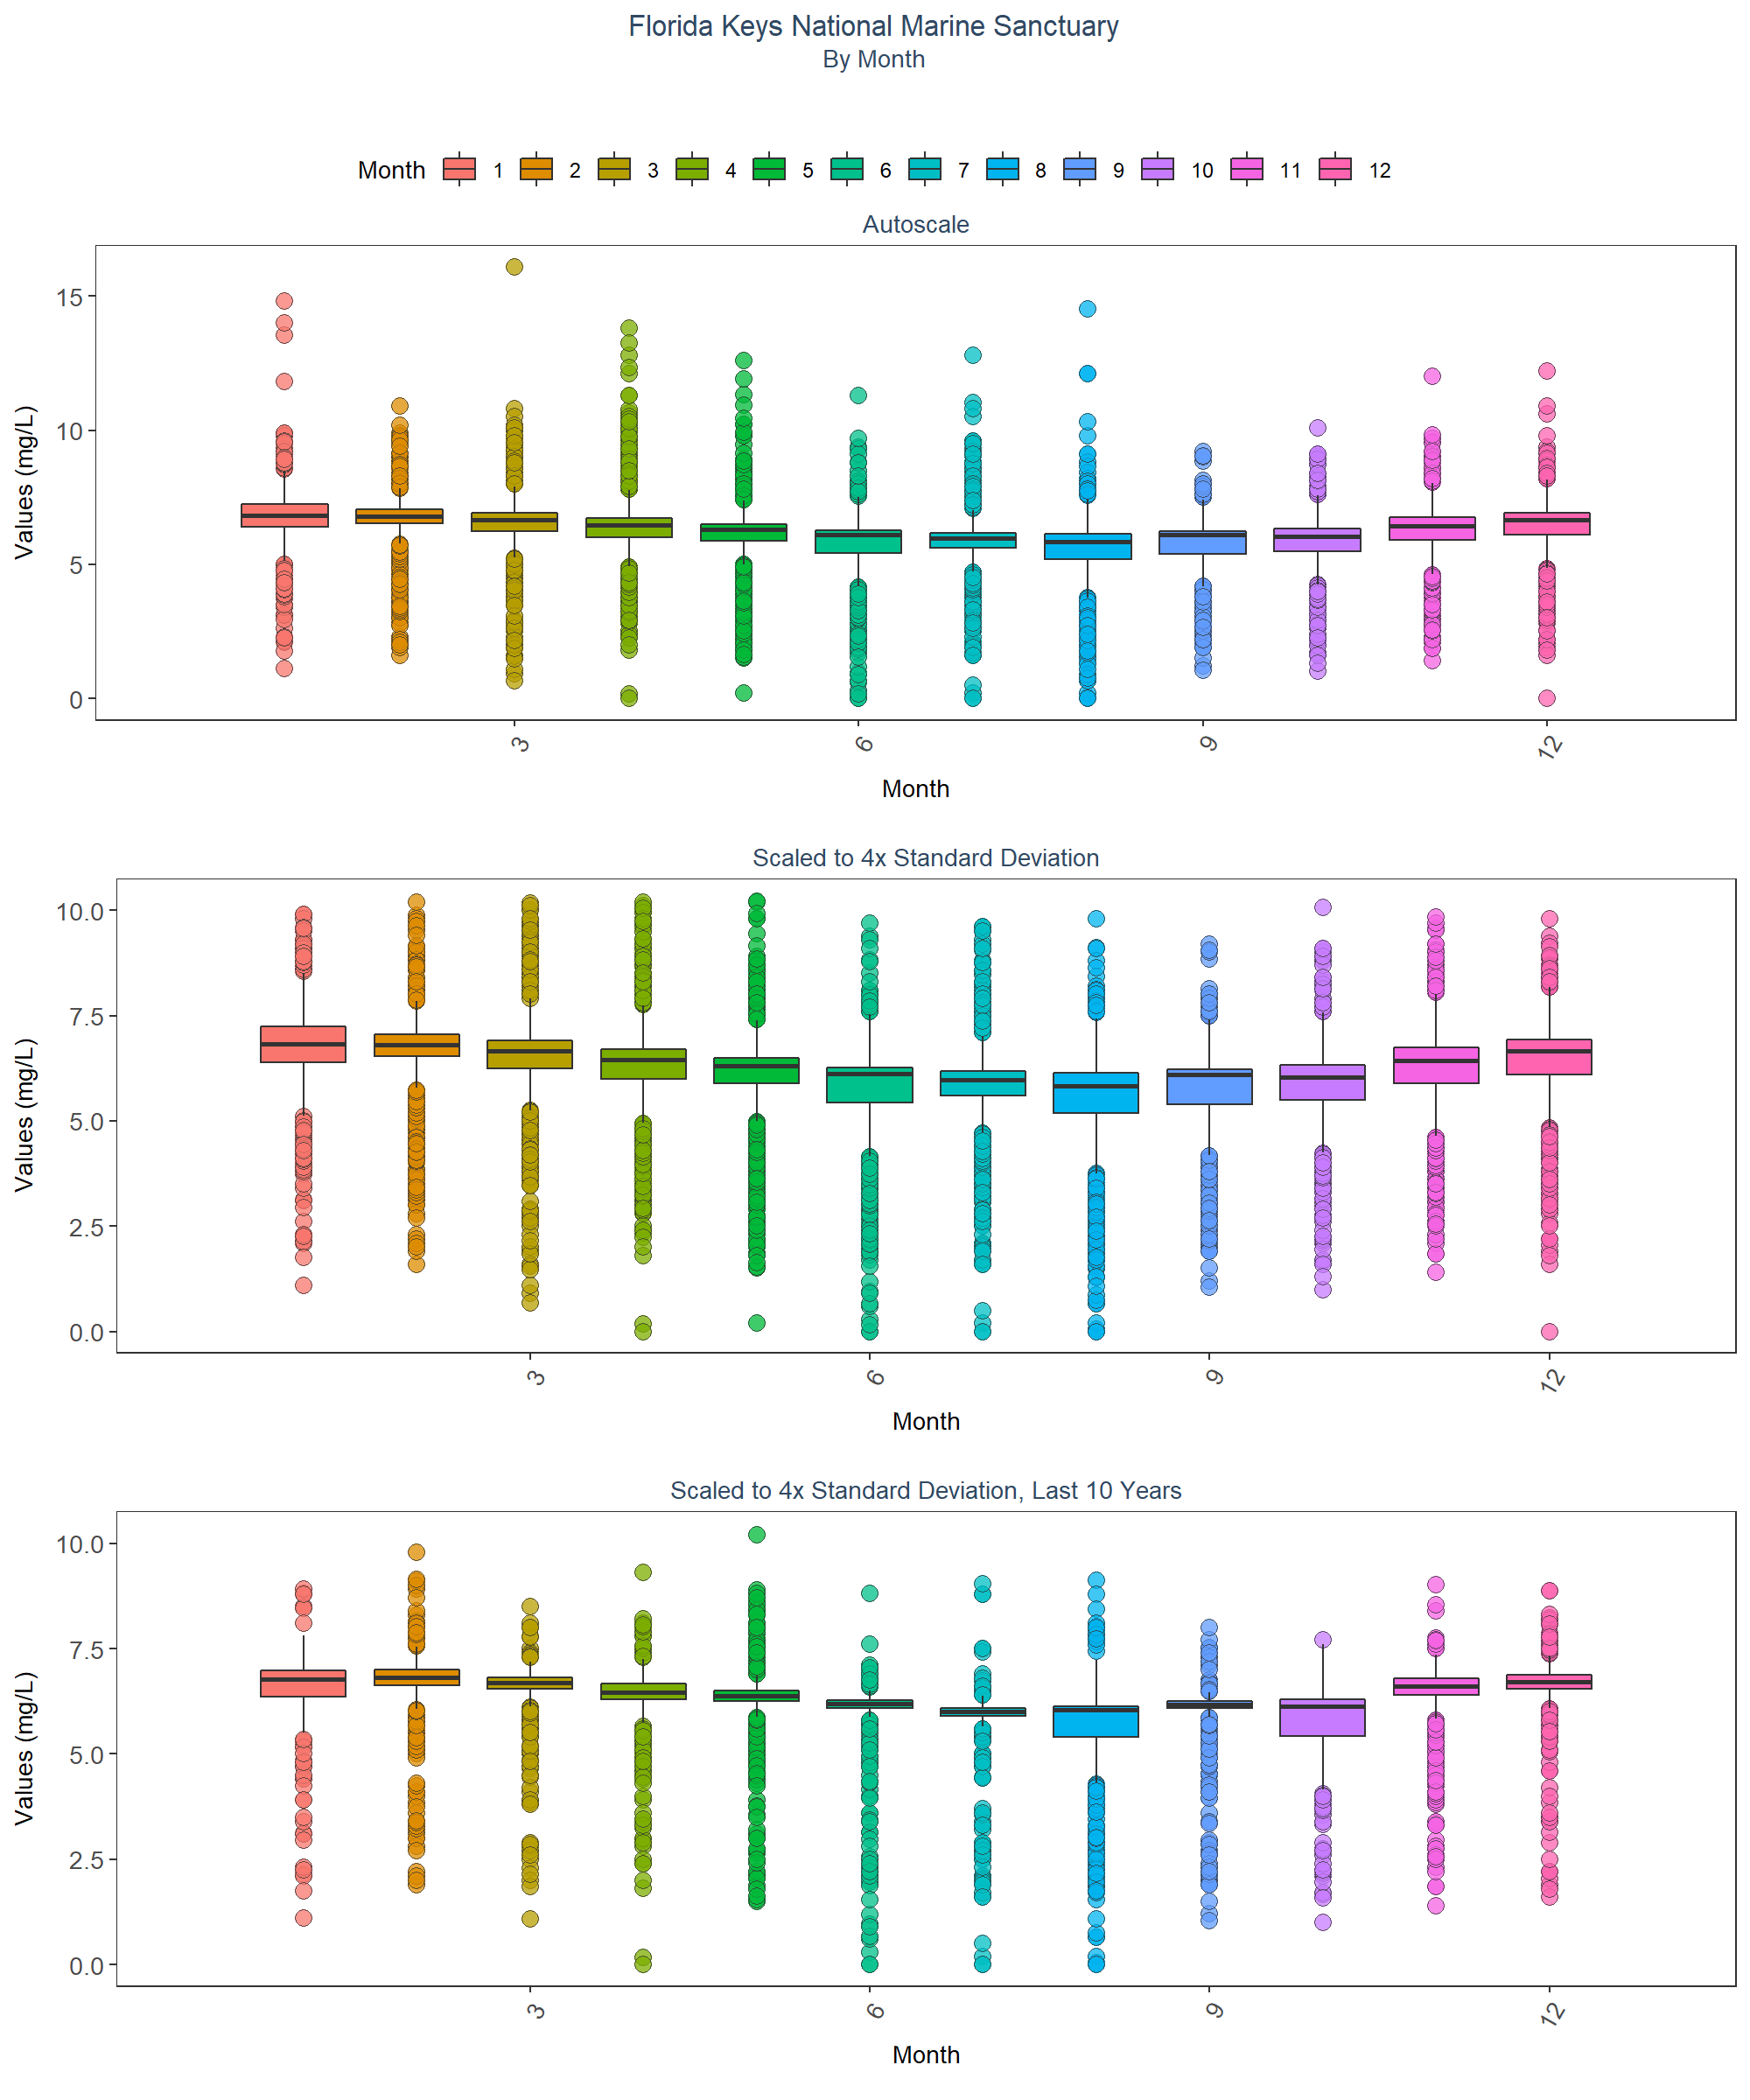 Florida Keys National Marine Sanctuary
By Month
Month 1 2 3 4 5 6 7 8 9 10 11 12
Autoscale
Values (mg/L)
15
10
5
0
3 6 9 12
Month
Scaled to 4x Standard Deviation
Values (mg/L)
10.0
7.5
5.0
2.5
0.0
3 6 9 12
Month
Scaled to 4x Standard Deviation, Last 10 Years
Values (mg/L)
10.0
7.5
5.0
2.5
0.0
3 6 9 12
Month